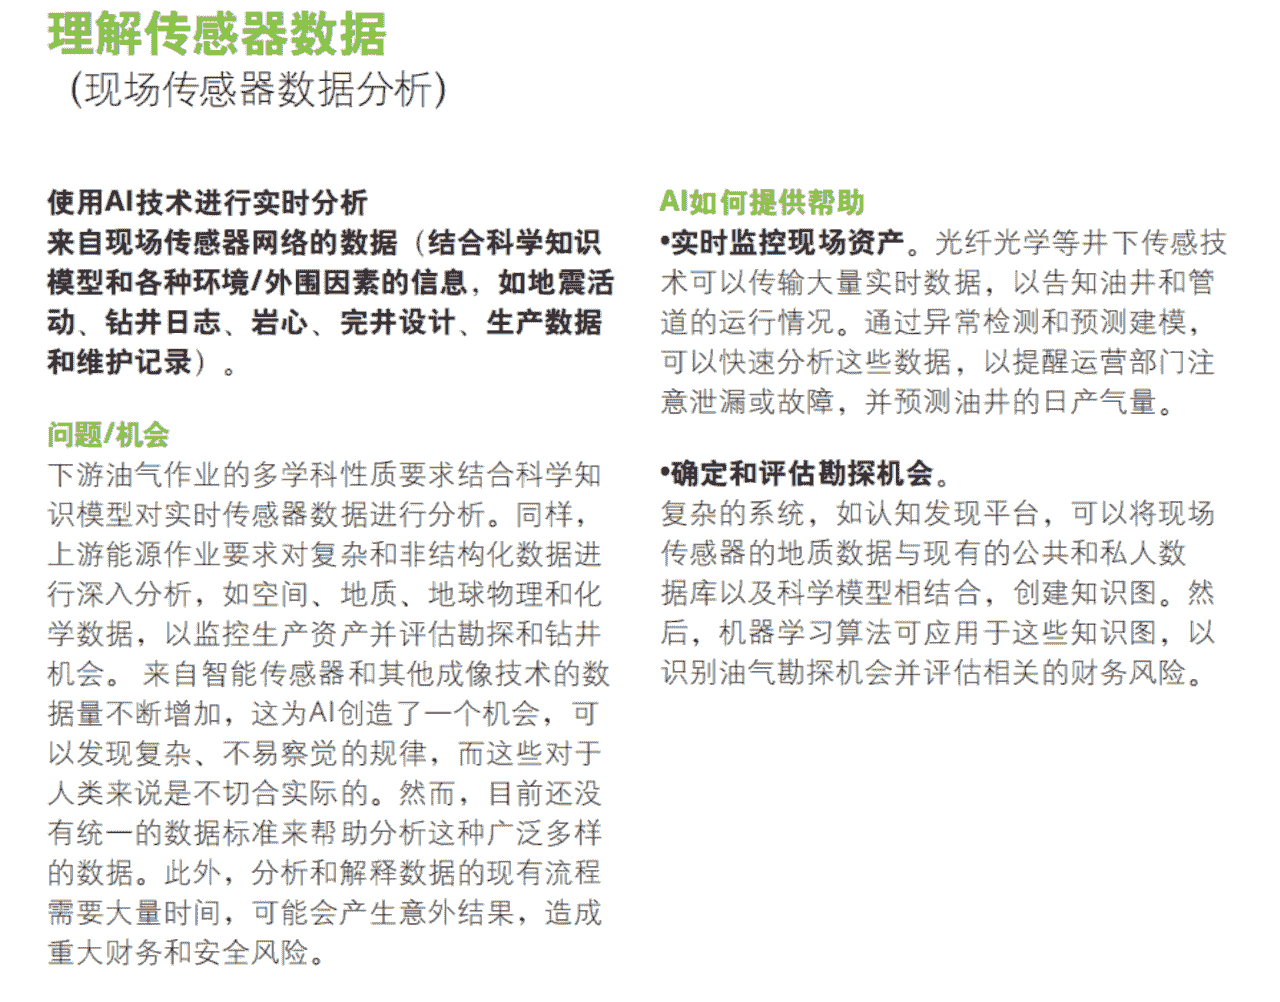 理解传感器数据
(现场传感器数据分析)
使用AI技术进行实时分析
来自现场传感器网络的数据（结合科学知识
模型和各种环境/外围因素的信息，如地震活
动、钻井日志、岩心、完井设计、生产数据
和维护记录）。
问题/机会
下游油气作业的多学科性质要求结合科学知
识模型对实时传感器数据进行分析。同样，
上游能源作业要求对复杂和非结构化数据进
行深入分析，如空间、地质、地球物理和化
学数据，以监控生产资产并评估勘探和钻井
机会。 来自智能传感器和其他成像技术的数
据量不断增加，这为AI创造了一个机会，可
以发现复杂、不易察觉的规律，而这些对于
人类来说是不切合实际的。然而，目前还没
有统一的数据标准来帮助分析这种广泛多样
的数据。此外，分析和解释数据的现有流程
需要大量时间，可能会产生意外结果，造成
重大财务和安全风险。
AI如何提供帮助
•实时监控现场资产。光纤光学等井下传感技
术可以传输大量实时数据，以告知油井和管
道的运行情况。通过异常检测和预测建模，
可以快速分析这些数据，以提醒运营部门注
意泄漏或故障，并预测油井的日产气量。
•确定和评估勘探机会。
复杂的系统，如认知发现平台，可以将现场
传感器的地质数据与现有的公共和私人数
据库以及科学模型相结合，创建知识图。然
后，机器学习算法可应用于这些知识图，以
识别油气勘探机会并评估相关的财务风险。